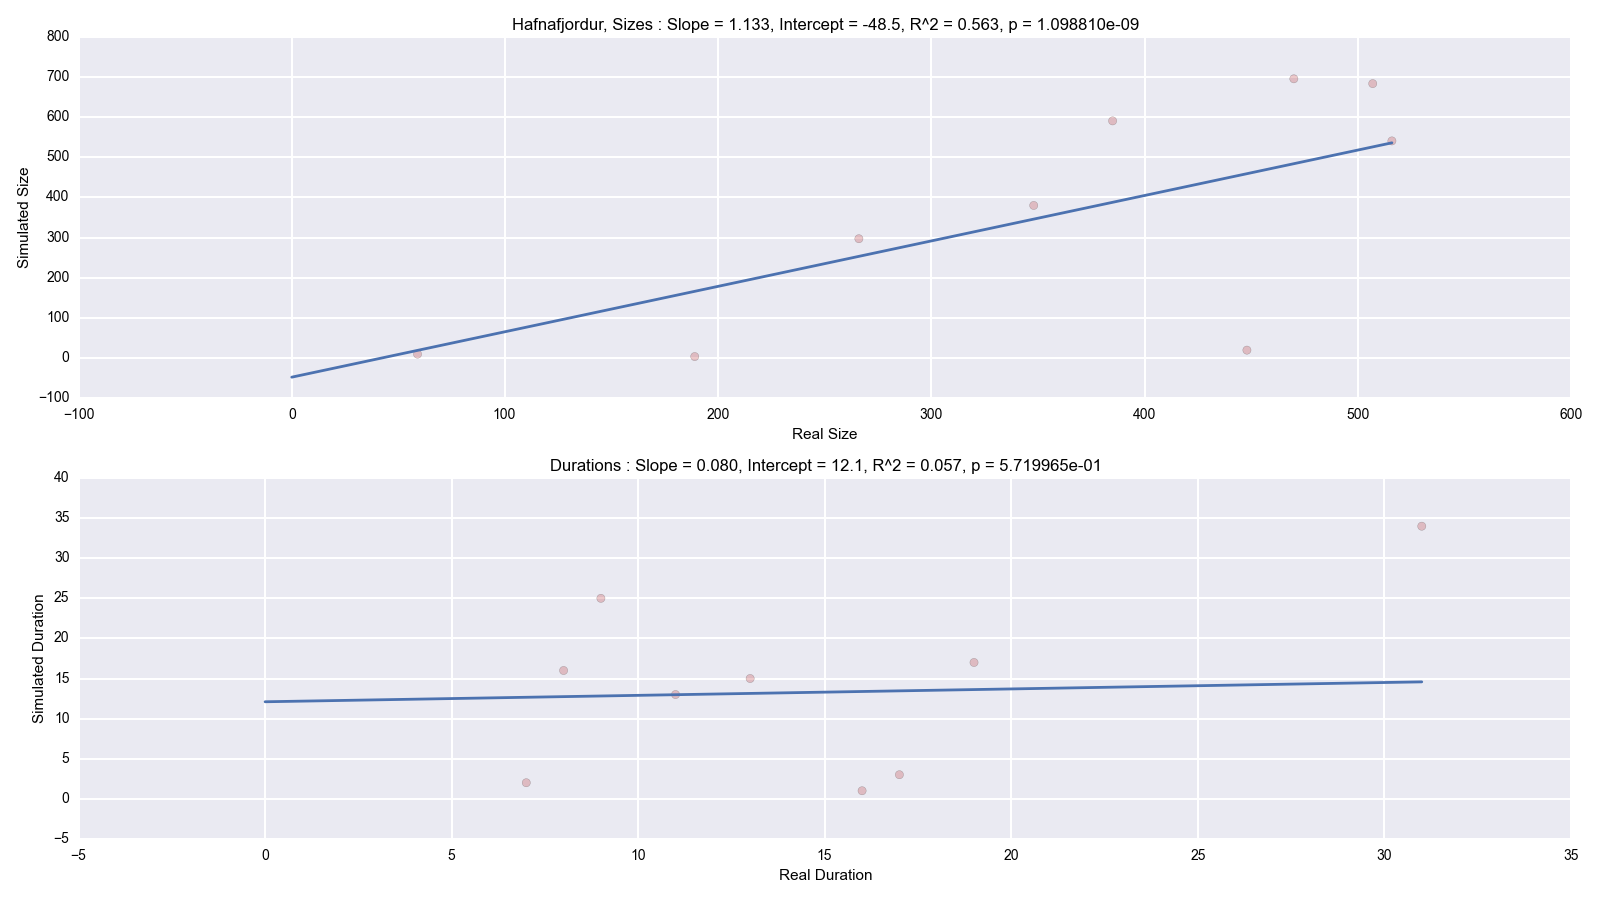 Hafnafjordur, Sizes : Slope = 1.133, Intercept = -48.5, R^2 = 0.563, p = 1.098810e-09
800
700
600
500
400
300
200
100
0
−100
Simulated Size
−100 0 100 200 300 400 500 600
Real Size
Durations : Slope = 0.080, Intercept = 12.1, R^2 = 0.057, p = 5.719965e-01
40
35
30
25
20
15
10
5
0
−5
Simulated Duration
−5 0 5 10 15 20 25 30 35
Real Duration